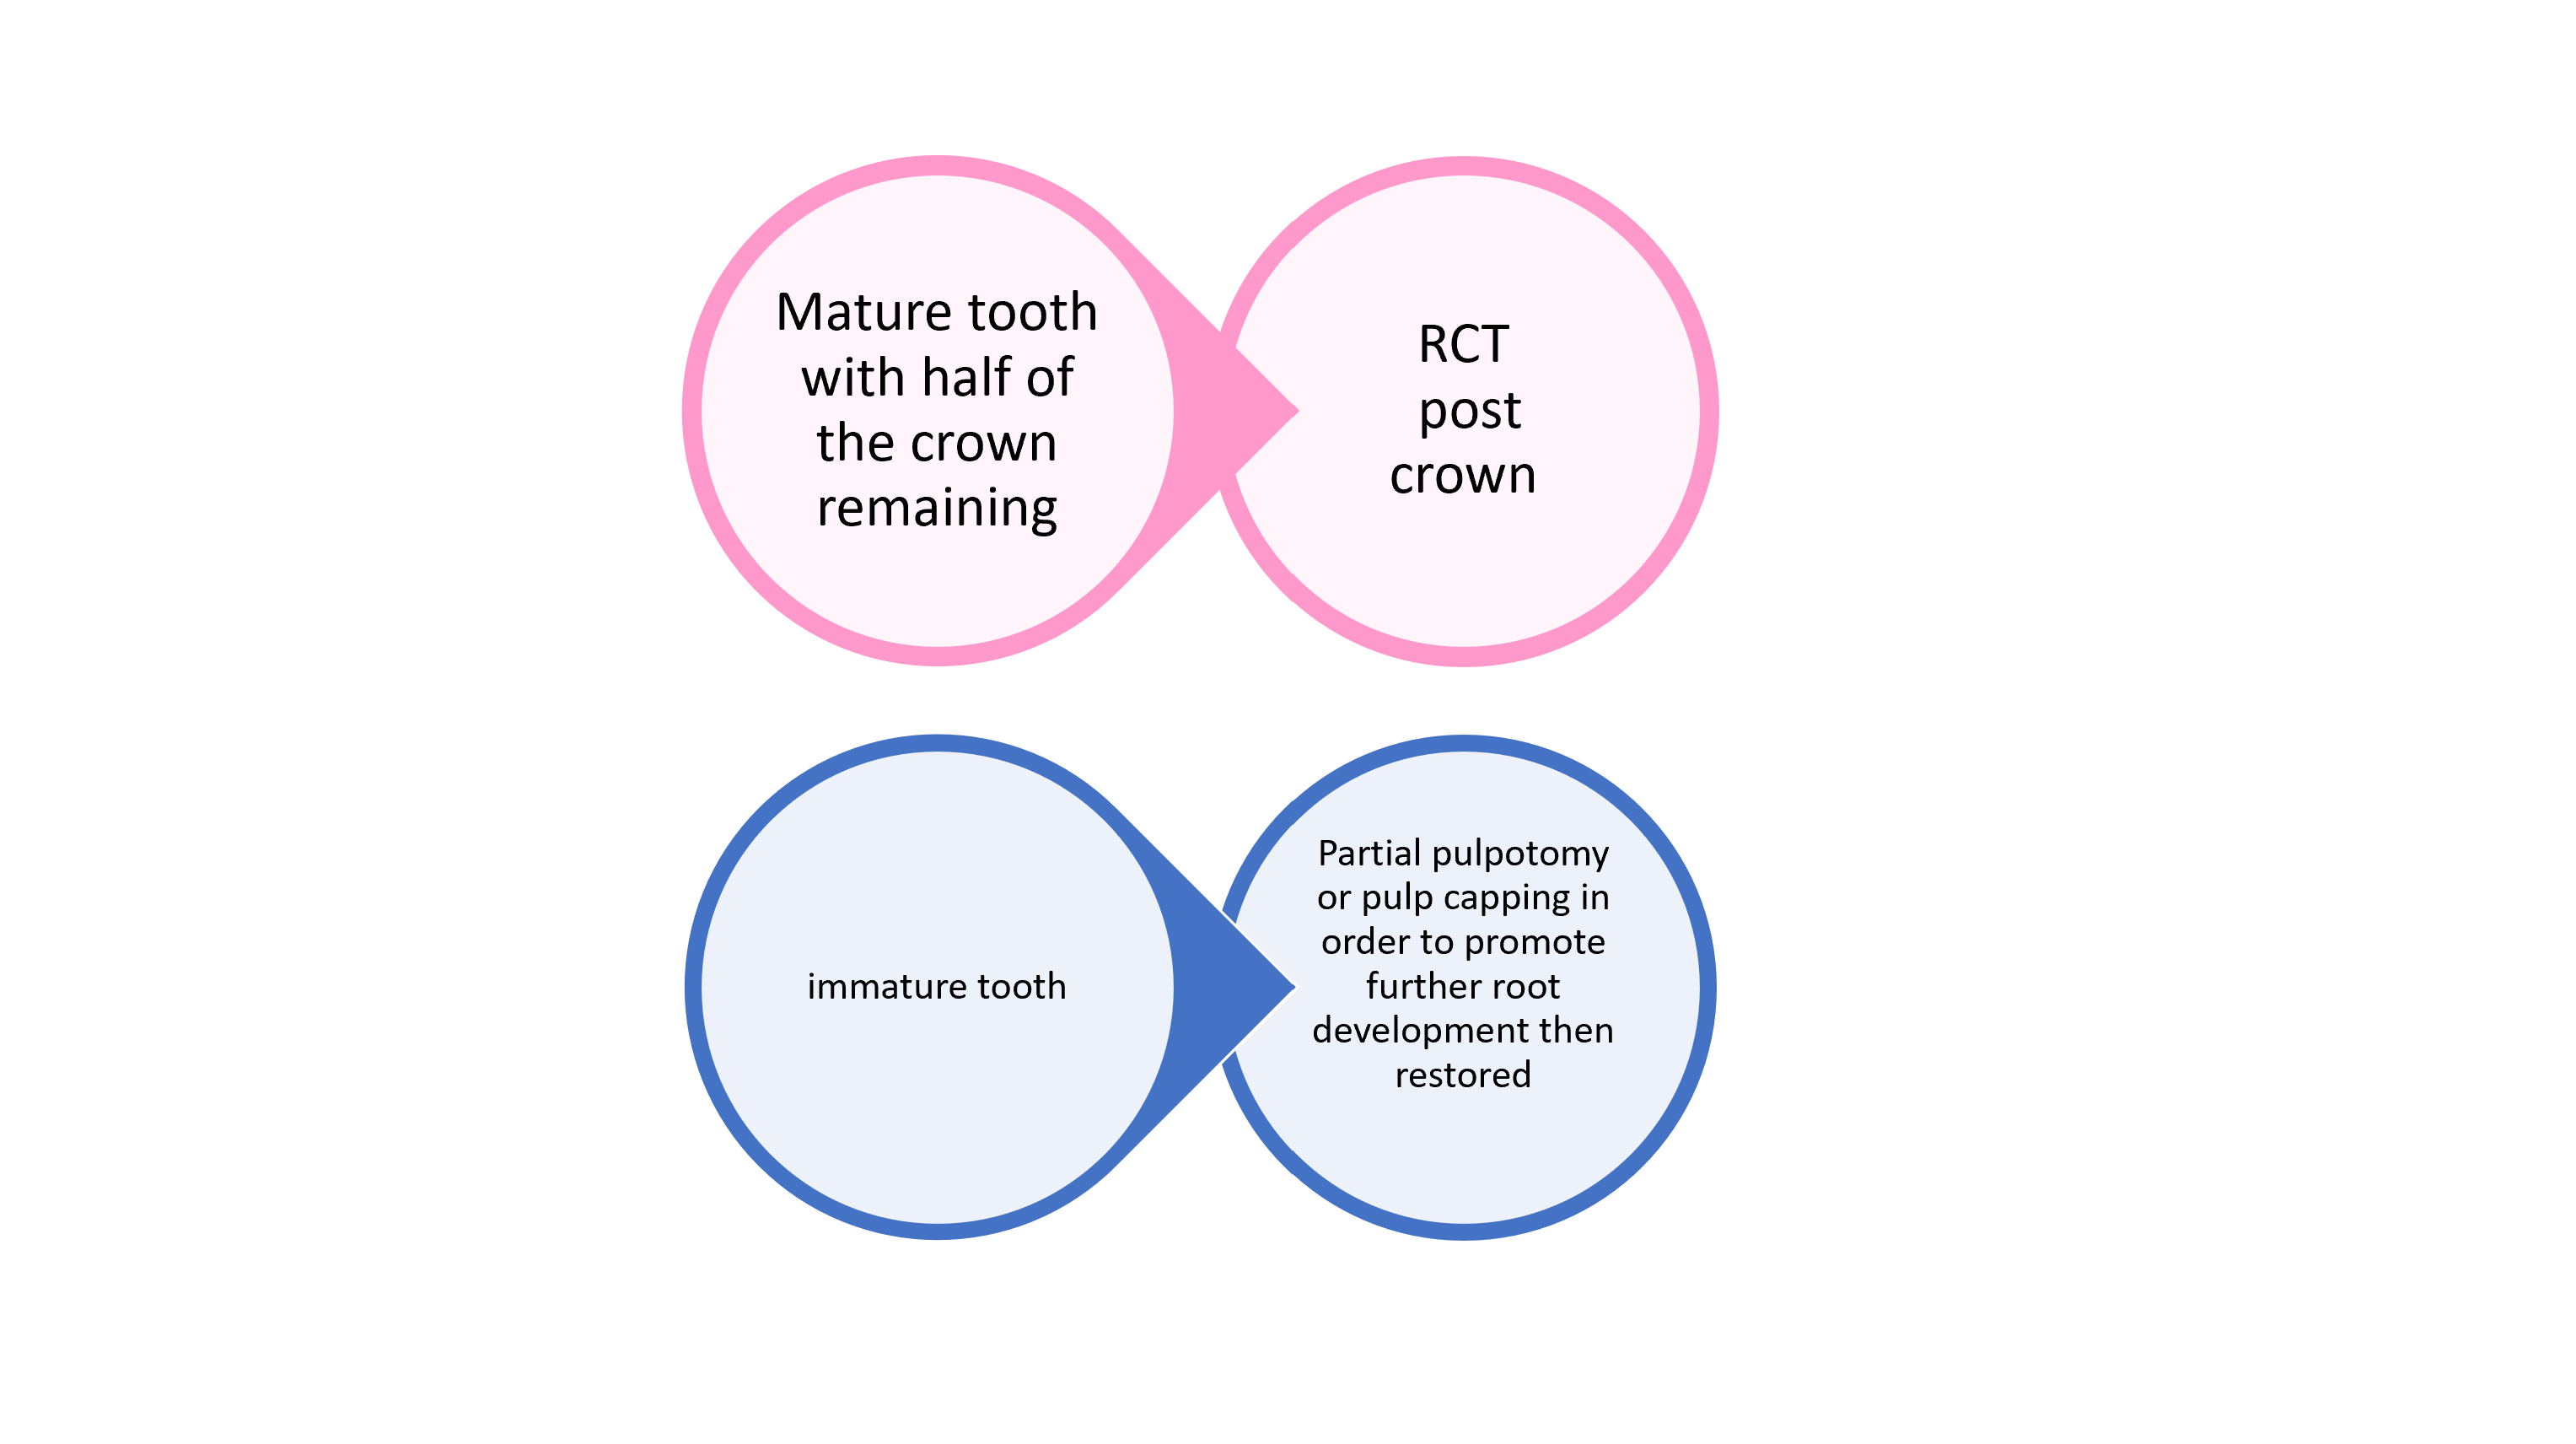 Mature tooth
with half of
the crown
remaining
RCT
post
crown
immature tooth
Partial pulpotomy
or pulp capping in
order to promote
further root
development then
restored